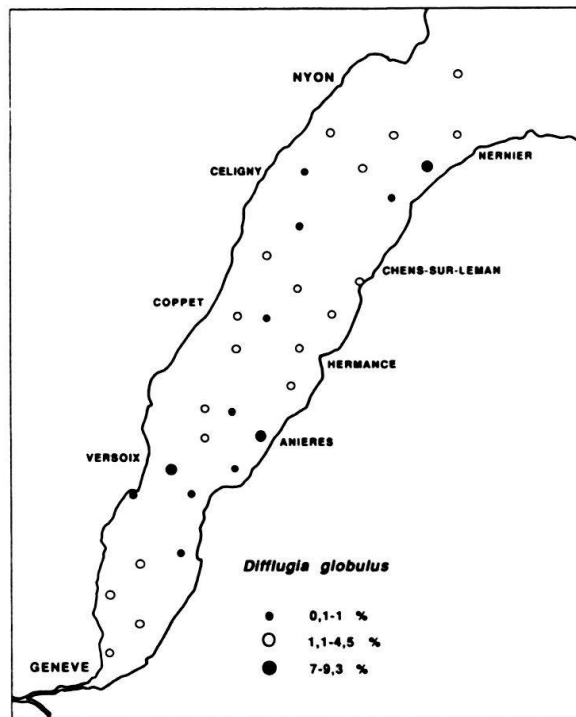 NYON
NERNIER
CELIGNY
CHENS-SUR-LEMAN
COPPET
HERMANCE
ANIERES
VERSOIX
Difflugia globulus
0,1-1 %
1,1-4,5 %
GENEVE
7-9,3 %